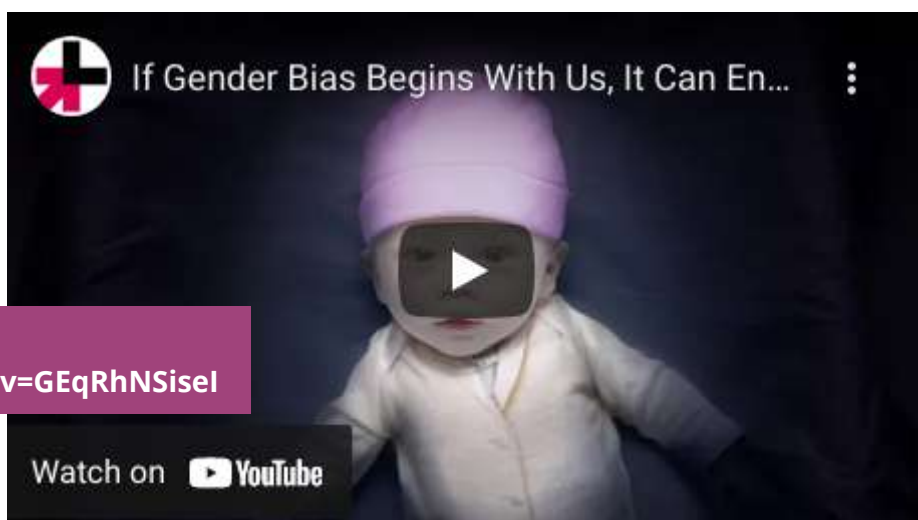 If Gender Bias Begins With Us, It Can En...
v=GEqRhNSiseI
Watch on YouTube